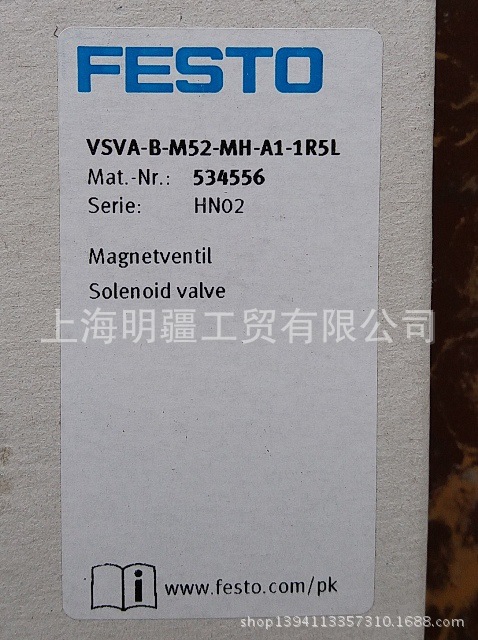 FESTO
VSVA-B-M52-MH-A1-1R5L
Mat.-Nr.: 534556
Serie: HN02
Magnetventil
Solenoid valve
上海明疆工贸有限公司
i www.festo.com/pk
shop1394113357310.1688.com